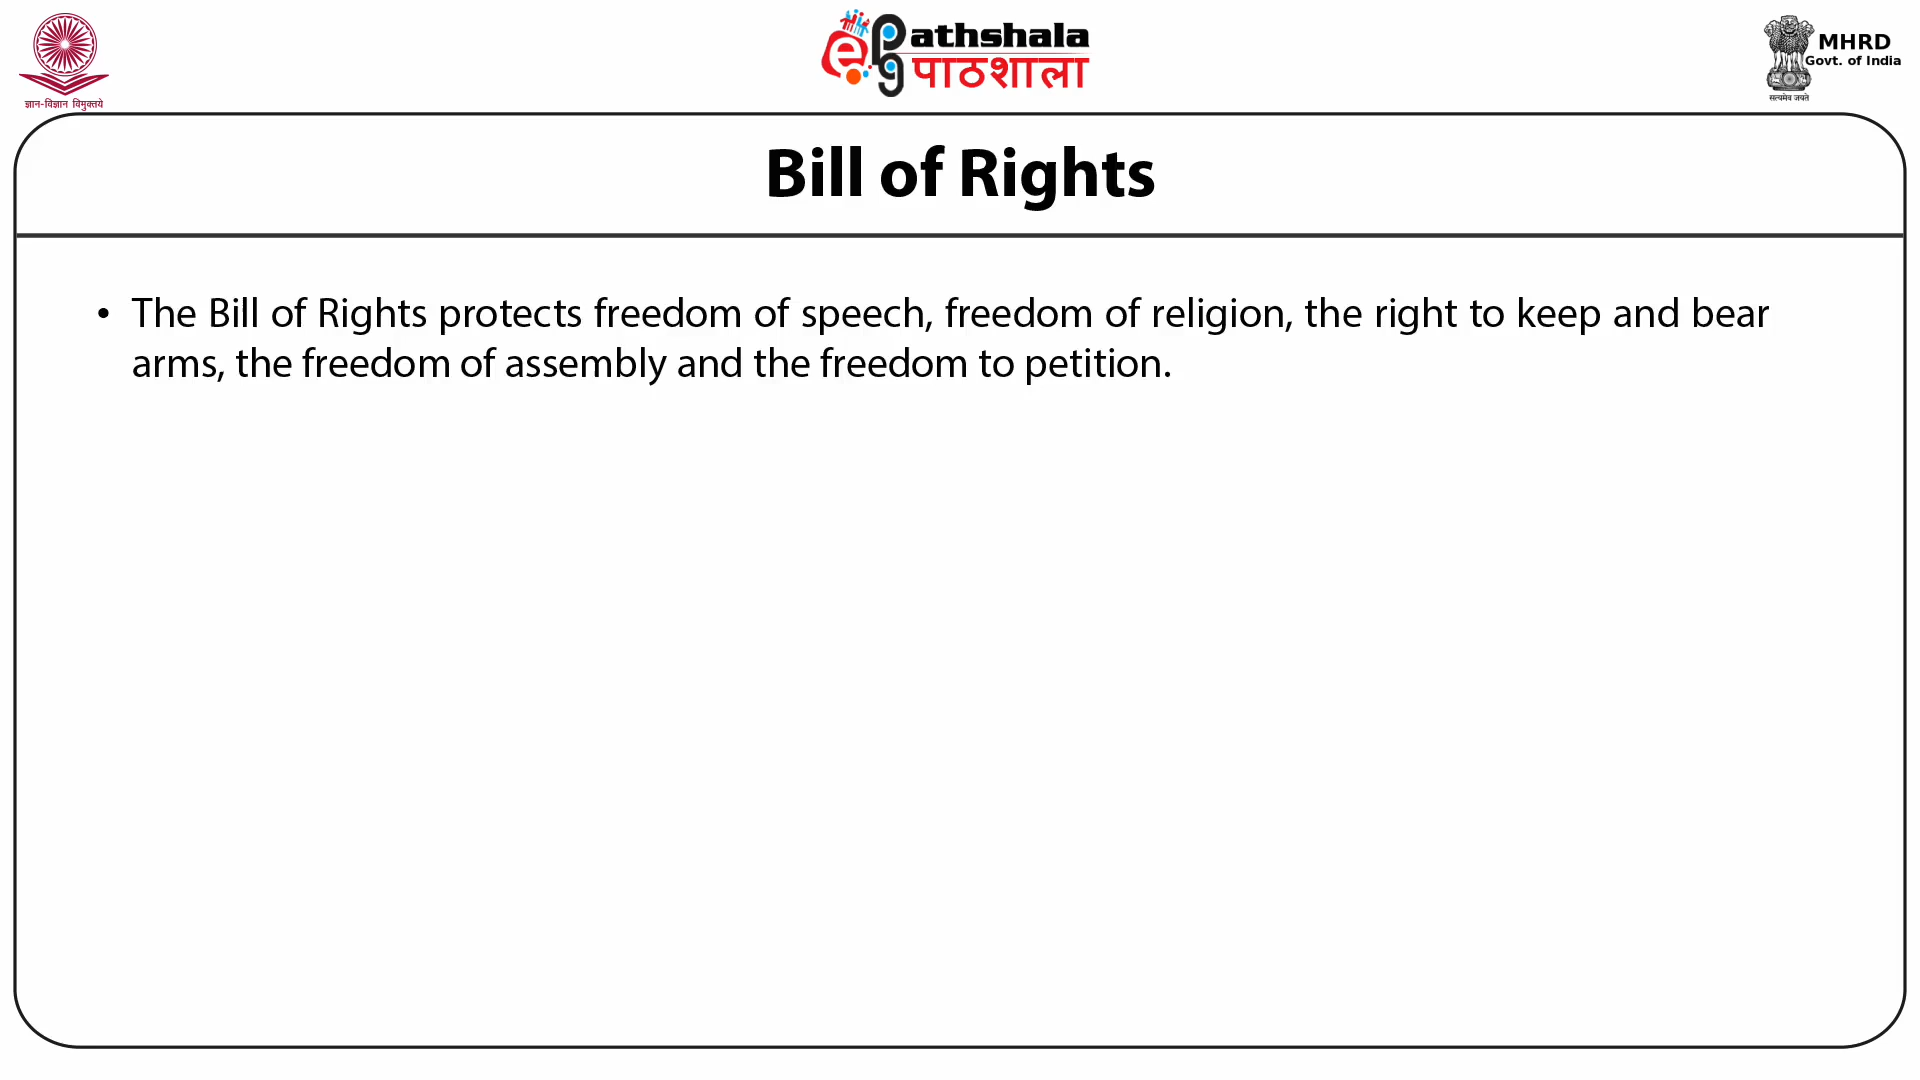 ज्ञान-विज्ञान विमुक्तये
e Pathshala
पाठशाला
MHRD
Govt. of India
सत्यमेव जयते
Bill of Rights
• The Bill of Rights protects freedom of speech, freedom of religion, the right to keep and bear
arms, the freedom of assembly and the freedom to petition.